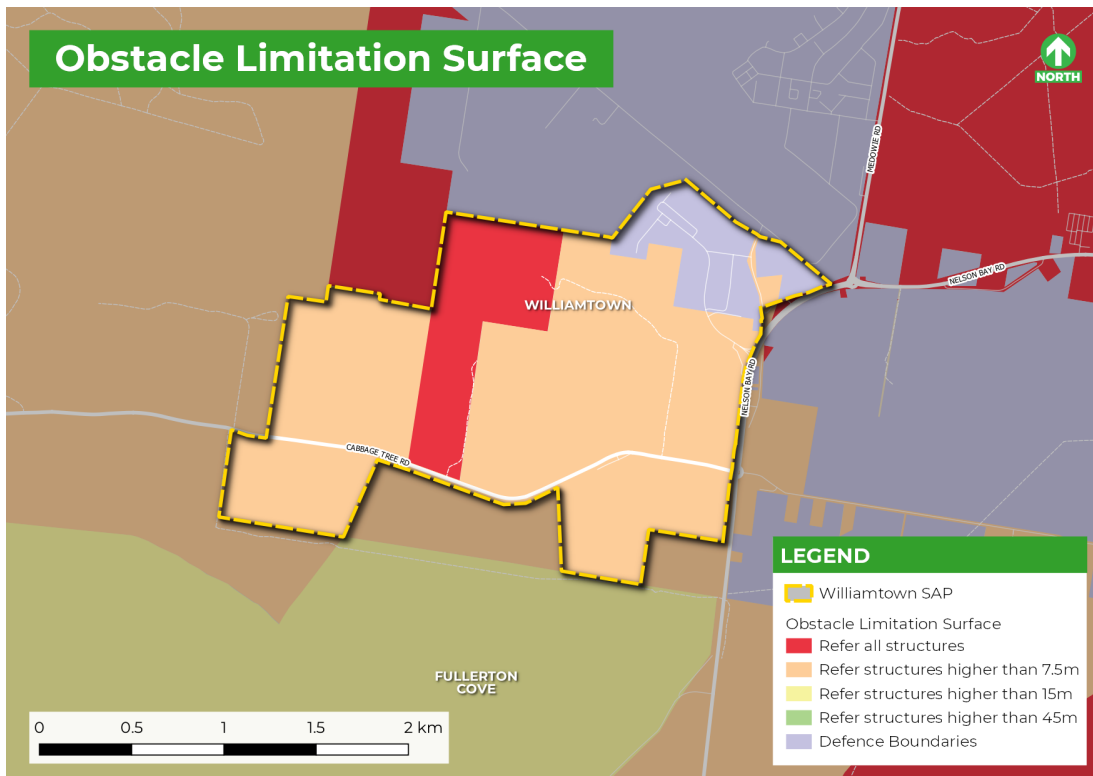 Obstacle Limitation Surface
NORTH
MEDOWIE RD
NELSON BAY RD
WILLIAMTOWN
NELSON BAY RD
CABBAGE TREE RD
FULLERTON
COVE
LEGEND
Williamtown SAP
Obstacle Limitation Surface
Refer all structures
Refer structures higher than 7.5m
Refer structures higher than 15m
Refer structures higher than 45m
Defence Boundaries
0 0.5 1 1.5 2 km